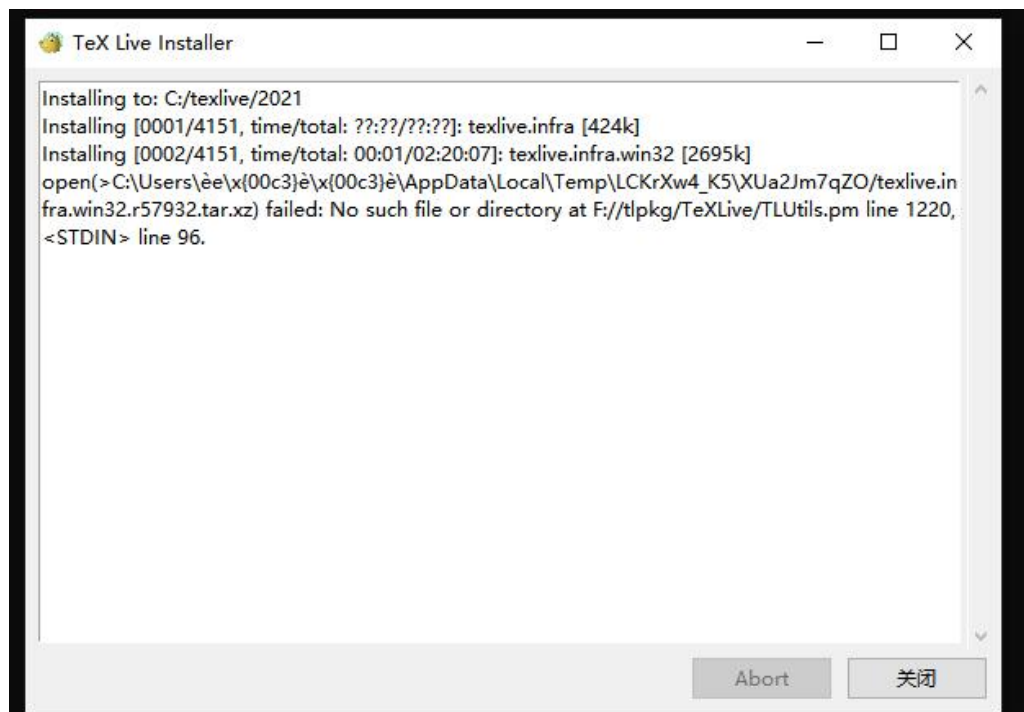 TeX Live Installer
Installing to: C:/texlive/2021
Installing [0001/4151, time/total: ??:??/??:??]: texlive.infra [424k]
Installing [0002/4151, time/total: 00:01/02:20:07]: texlive.infra.win32 [2695k]
open(>C:\Users\èe\x{00c3}è\x{00c3}è\AppData\Local\Temp\LCKrXw4_K5\XUa2Jm7qZO/texlive.in
fra.win32.r57932.tar.xz) failed: No such file or directory at F://tlpkg/TeXLive/TLUtils.pm line 1220,
<STDIN> line 96.
Abort
关闭